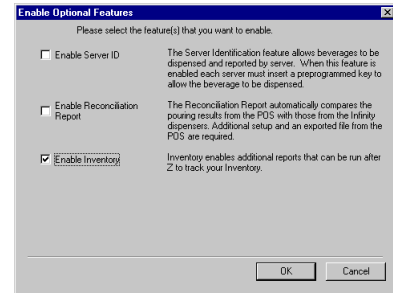 Enable Optional Features
Please select the feature(s) that you want to enable.
Enable Server ID
The Server Identification feature allows beverages to be
dispensed and reported by server. When this feature is
enabled each server must insert a preprogrammed key to
allow the beverage to be dispensed.
Enable Reconciliation
Report
The Reconciliation Report automatically compares the
pouring results from the POS with those from the Infinity
dispensers. Additional setup and an exported file from the
POS are required.
Enable Inventory
Inventory enables additional reports that can be run after
Z to track your Inventory.
OK
Cancel